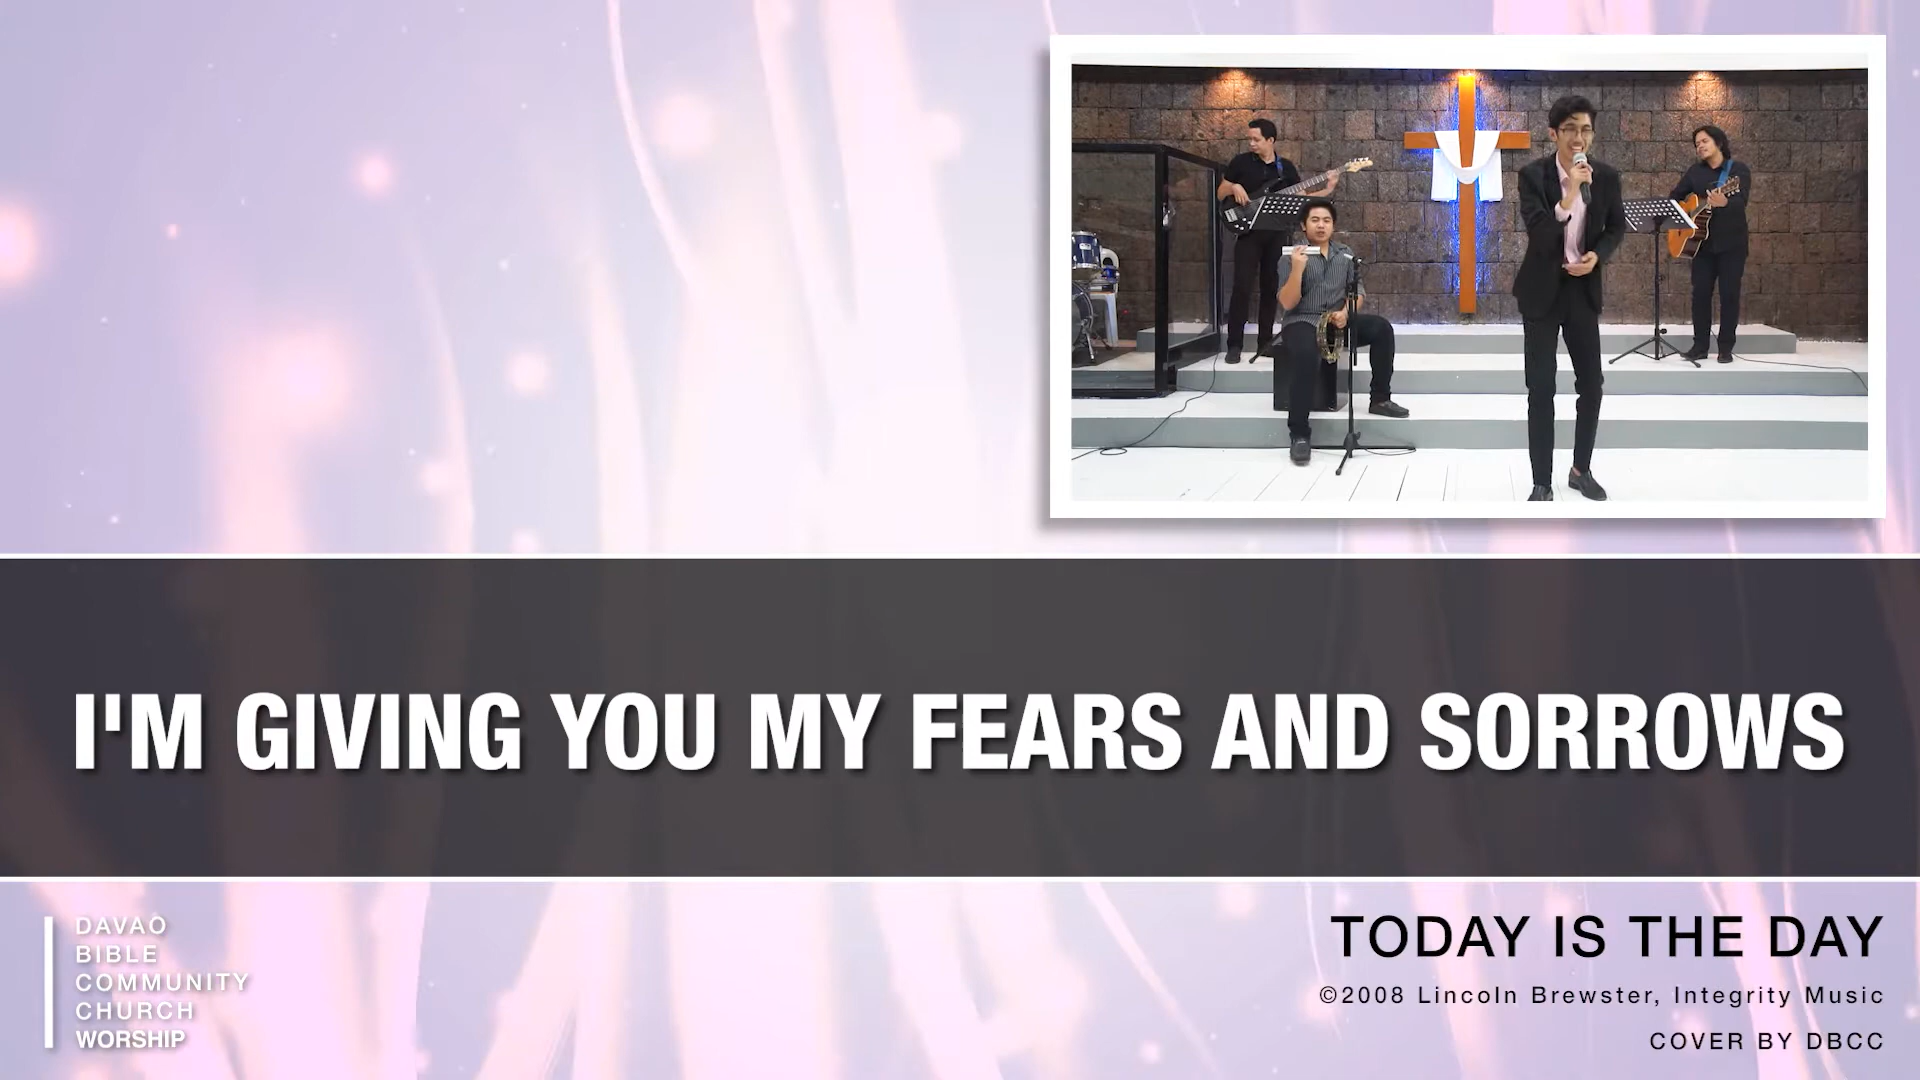 I'M GIVING YOU MY FEARS AND SORROWS
DAVAO
BIBLE
COMMUNITY
CHURCH
WORSHIP
TODAY IS THE DAY
©2008 Lincoln Brewster, Integrity Music
COVER BY DBCC